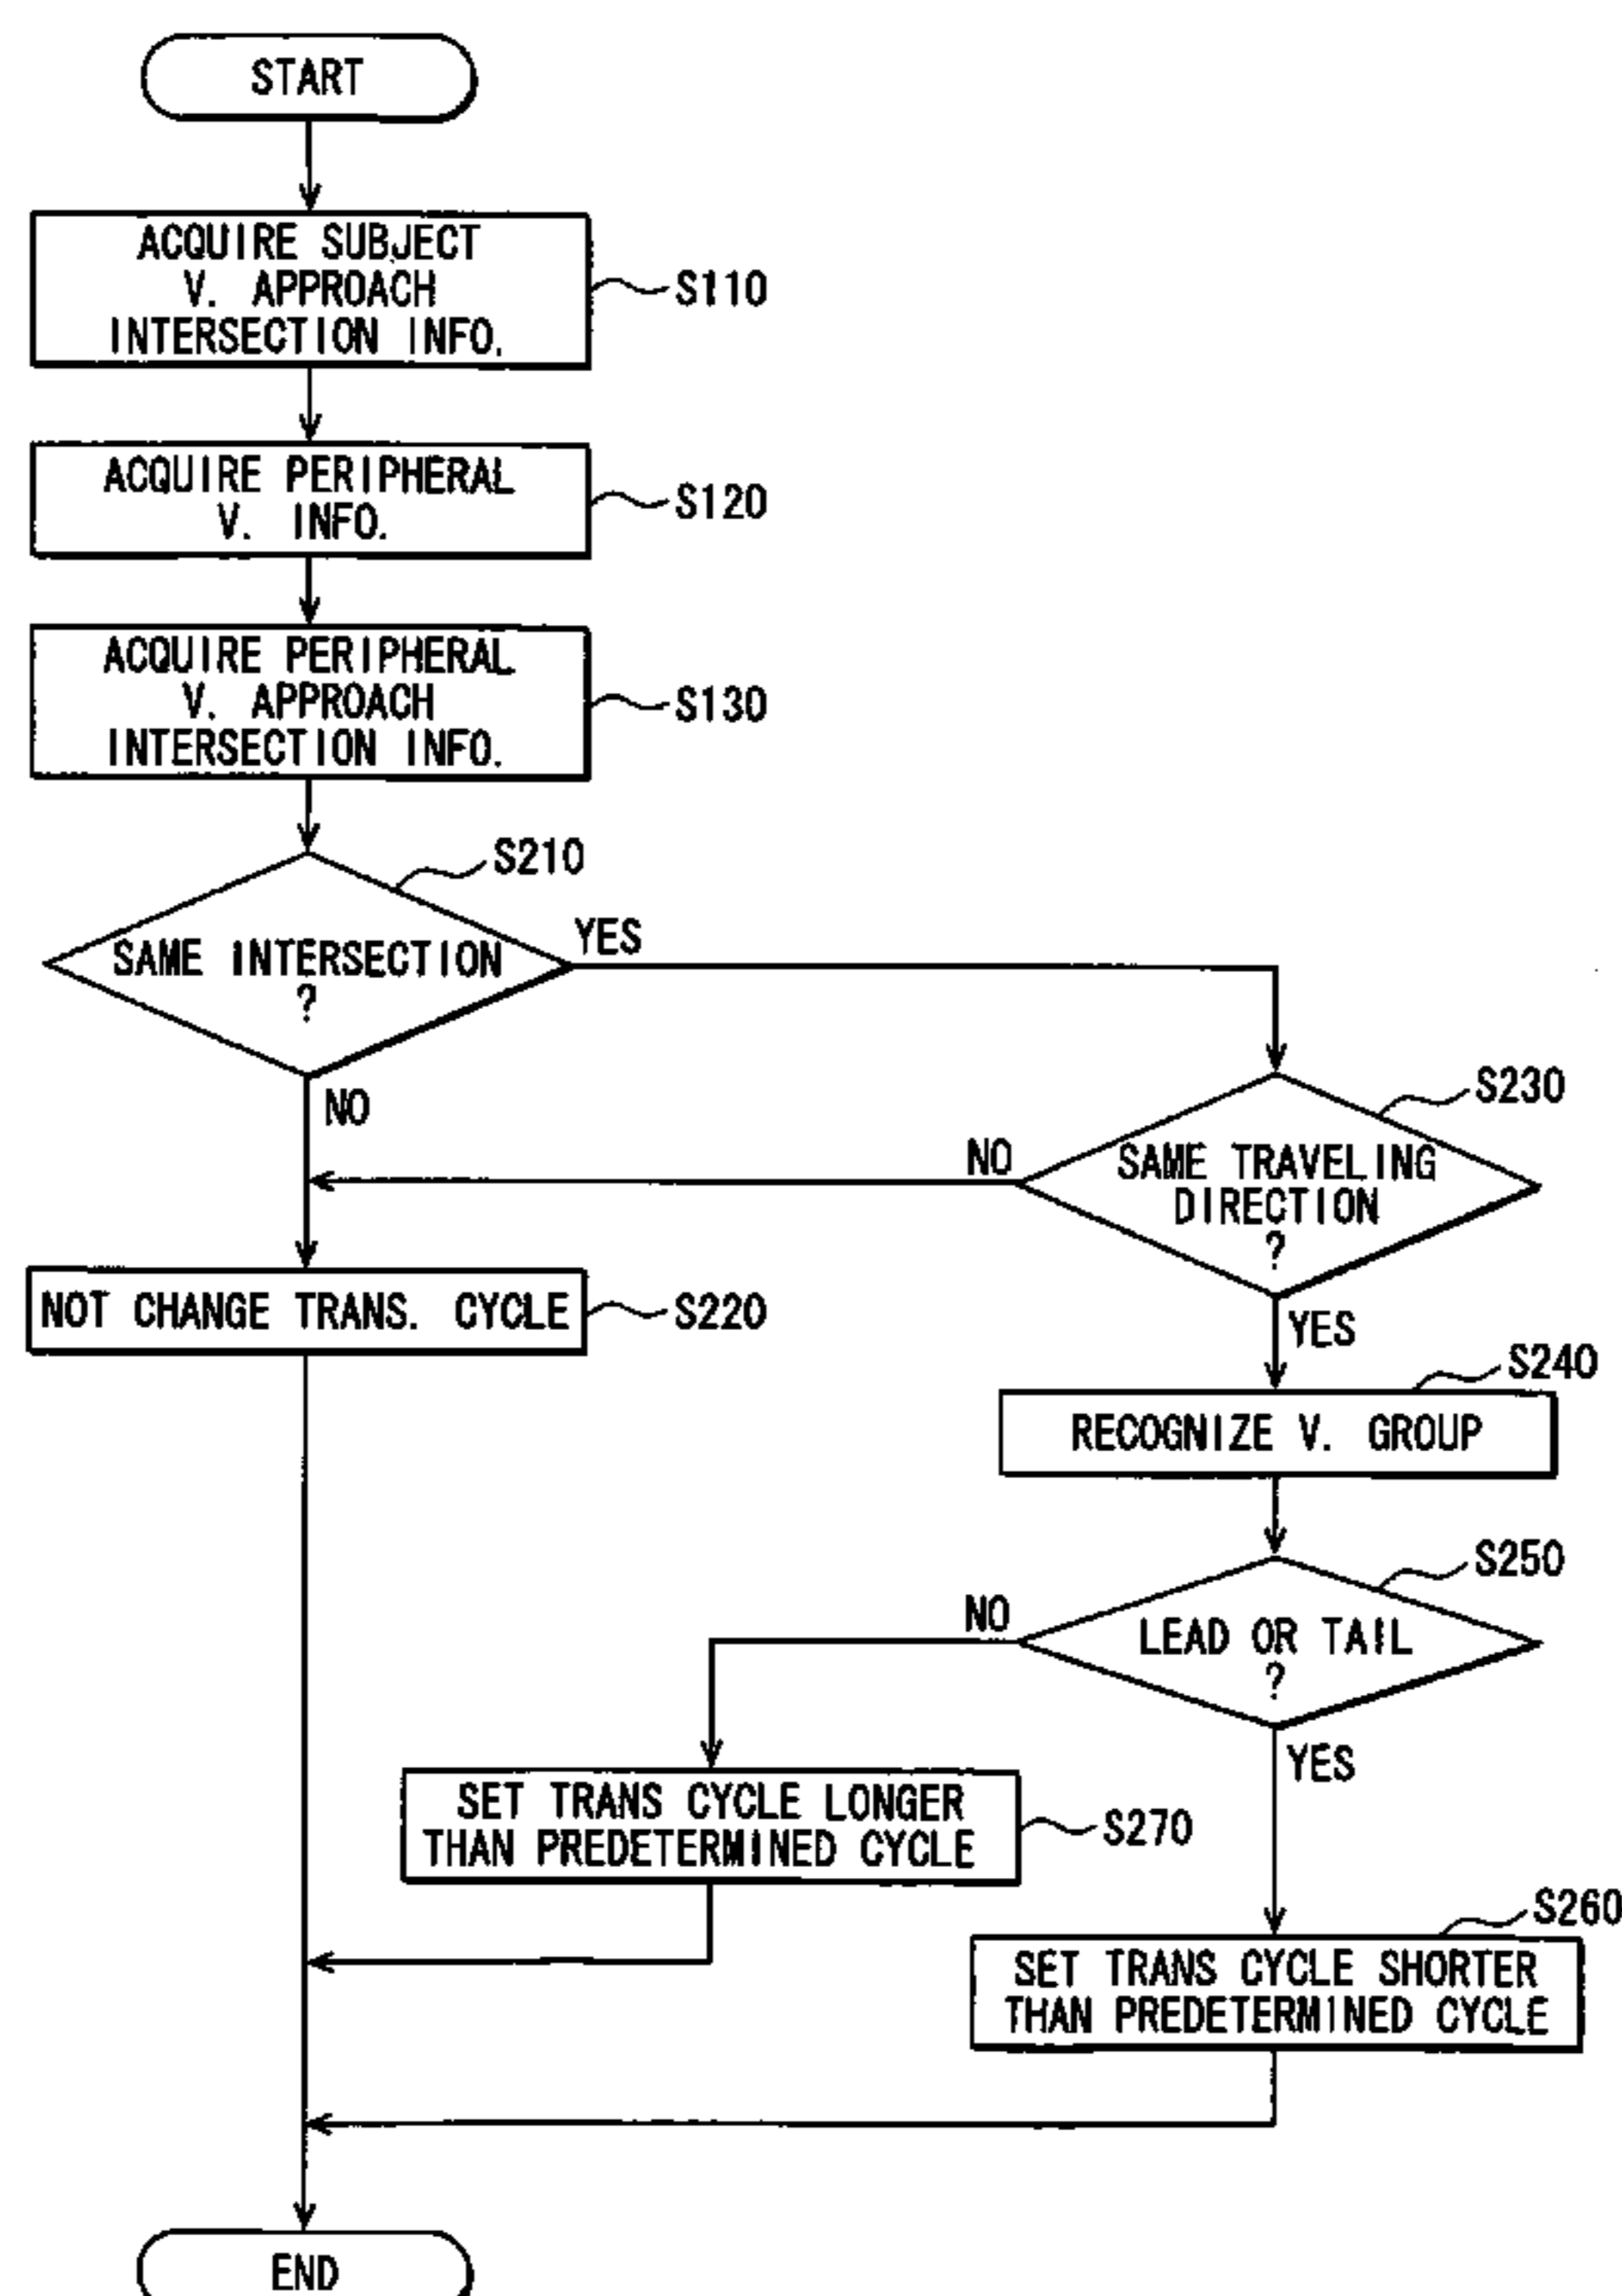 START
ACQUIRE SUBJECT
V. APPROACH
INTERSECTION INFO.
S110
ACQUIRE PERIPHERAL
V. INFO.
S120
ACQUIRE PERIPHERAL
V. APPROACH
INTERSECTION INFO.
S130
S210
SAME INTERSECTION
?
YES
NO
S230
SAME TRAVELING
DIRECTION
?
NO
YES
NOT CHANGE TRANS. CYCLE
S220
S240
RECOGNIZE V. GROUP
S250
LEAD OR TAIL
?
NO
YES
SET TRANS CYCLE LONGER
THAN PREDETERMINED CYCLE
S270
S260
SET TRANS CYCLE SHORTER
THAN PREDETERMINED CYCLE
END